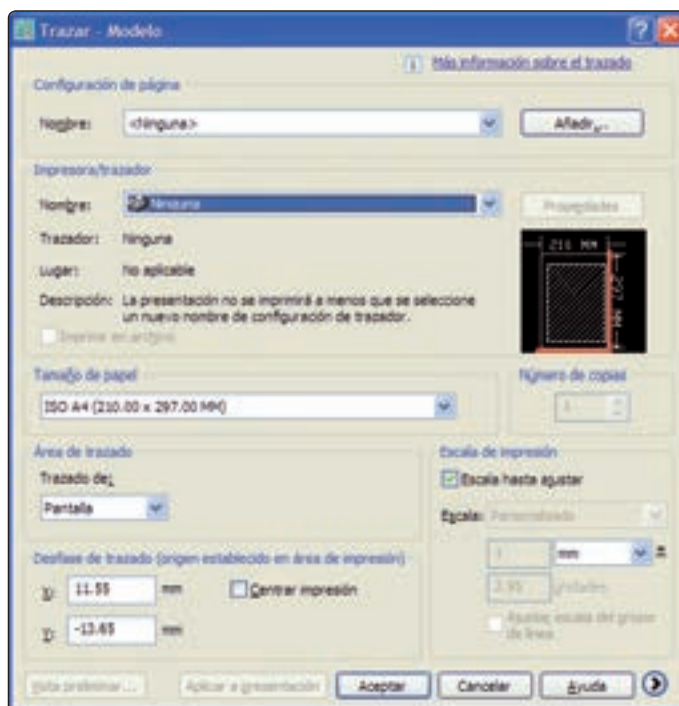 Trazar - Modelo
Más información sobre el trazado
Configuración de página
Nombre: <Ninguna> Añadir...
Impresora/trazador
Nombre: Ninguna Propiedades
Trazador: Ninguna
Lugar: No aplicable
Descripción: La presentación no se imprimirá a menos que se seleccione
un nuevo nombre de configuración de trazador.
Imprimir en archivo
210 MM
297 MM
Tamaño de papel
ISO A4 (210.00 x 297.00 MM)
Número de copias
1
Área de trazado
Trazado de:
Pantalla
Escala de impresión
Escala hasta ajustar
Escala: Personalizado
1 mm =
unidades
Ajustar escala del grosor
de línea
Desfase de trazado (origen establecido en área de impresión)
X: 11.55 mm Centrar impresión
Y: -13.65 mm
Vista preliminar... Aplicar a presentación Aceptar Cancelar Ayuda